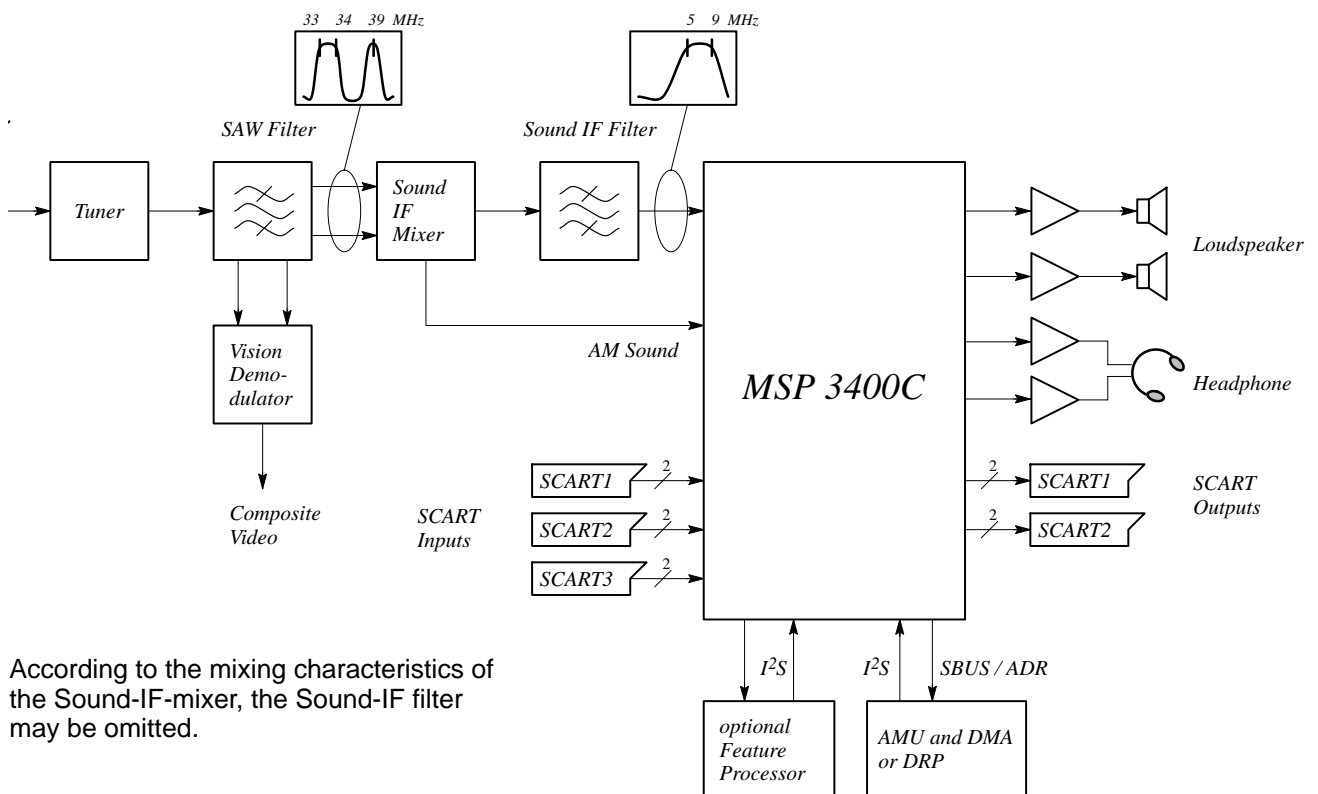 33 34 39 MHz
5 9 MHz
SAW Filter
Sound IF Filter
Tuner
Sound
IF
Mixer
Loudspeaker
Vision
Demo-
dulator
AM Sound
MSP 3400C
Headphone
Composite
Video
SCART
Inputs
SCART1
2
SCART2
2
SCART3
2
2
SCART1
2
SCART2
SCART
Outputs
I²S
I²S
SBUS / ADR
optional
Feature
Processor
AMU and DMA
or DRP
According to the mixing characteristics of
the Sound-IF-mixer, the Sound-IF filter
may be omitted.